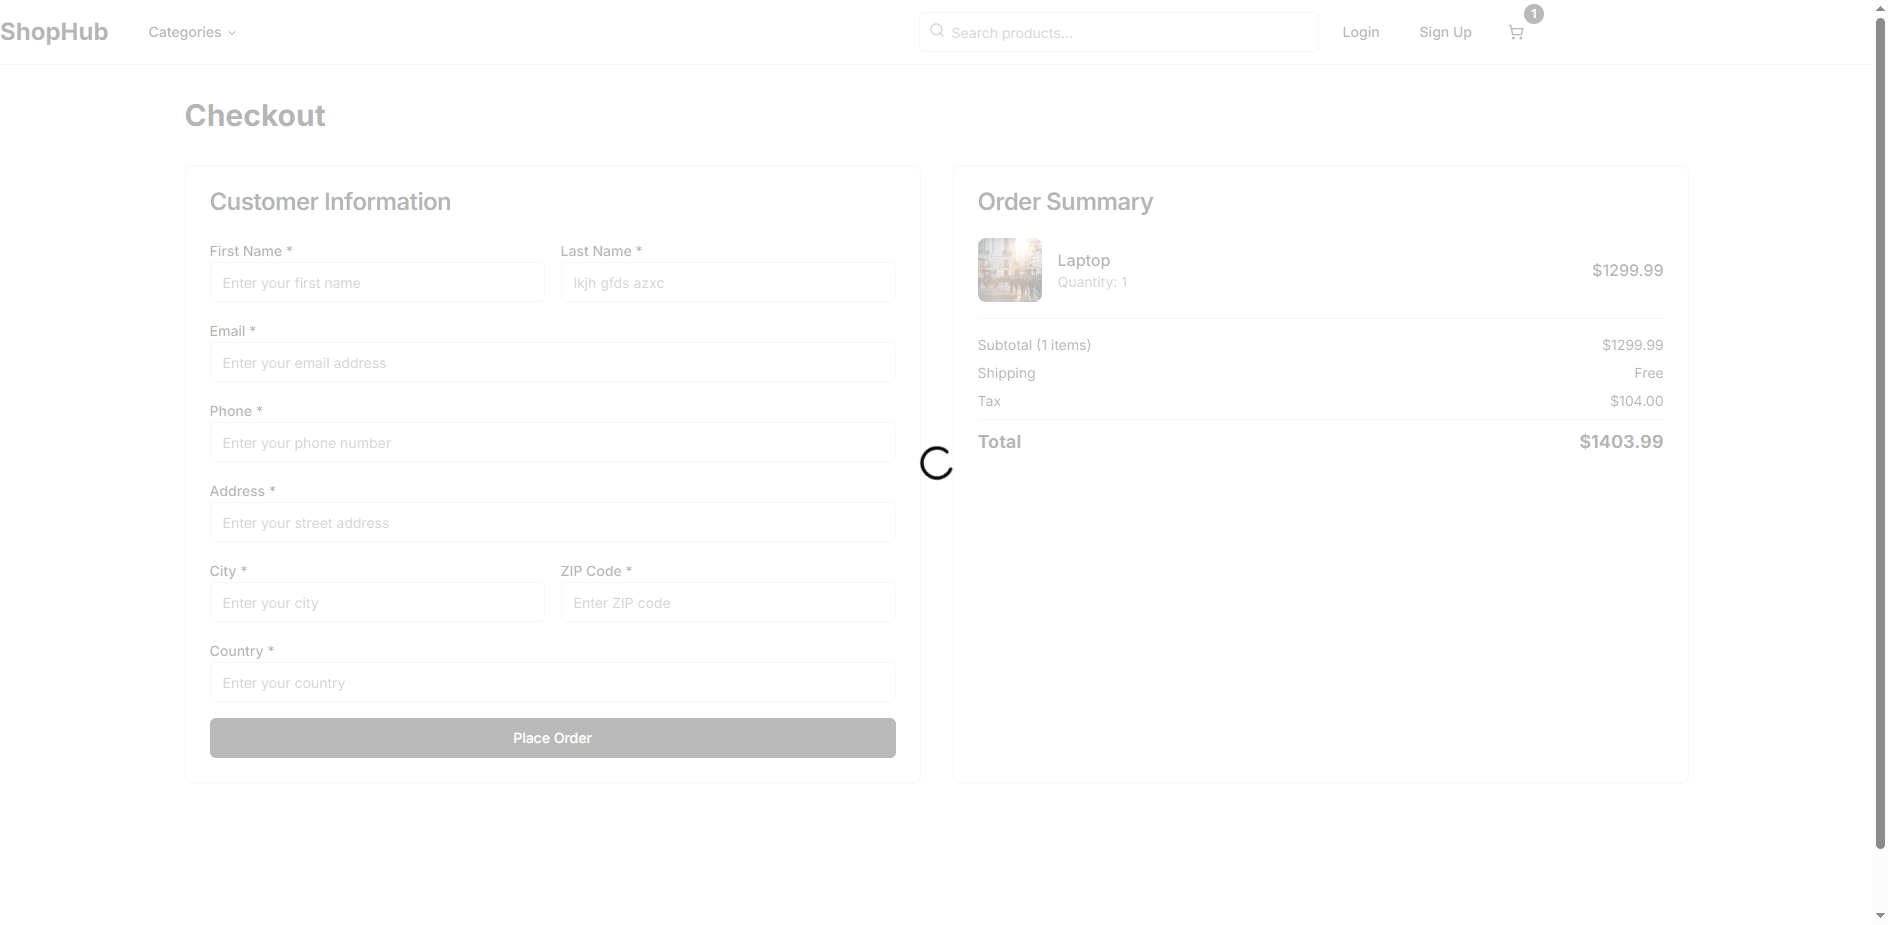 ShopHub
Categories
Search products...
Login
Sign Up
1
Checkout
Customer Information
First Name *
Last Name *
Enter your first name
lkjh gfds azxc
Email *
Enter your email address
Phone *
Enter your phone number
Address *
Enter your street address
City *
ZIP Code *
Enter your city
Enter ZIP code
Country *
Enter your country
Place Order
Order Summary
Laptop
Quantity: 1
$1299.99
Subtotal (1 items) $1299.99
Shipping Free
Tax $104.00
Total $1403.99